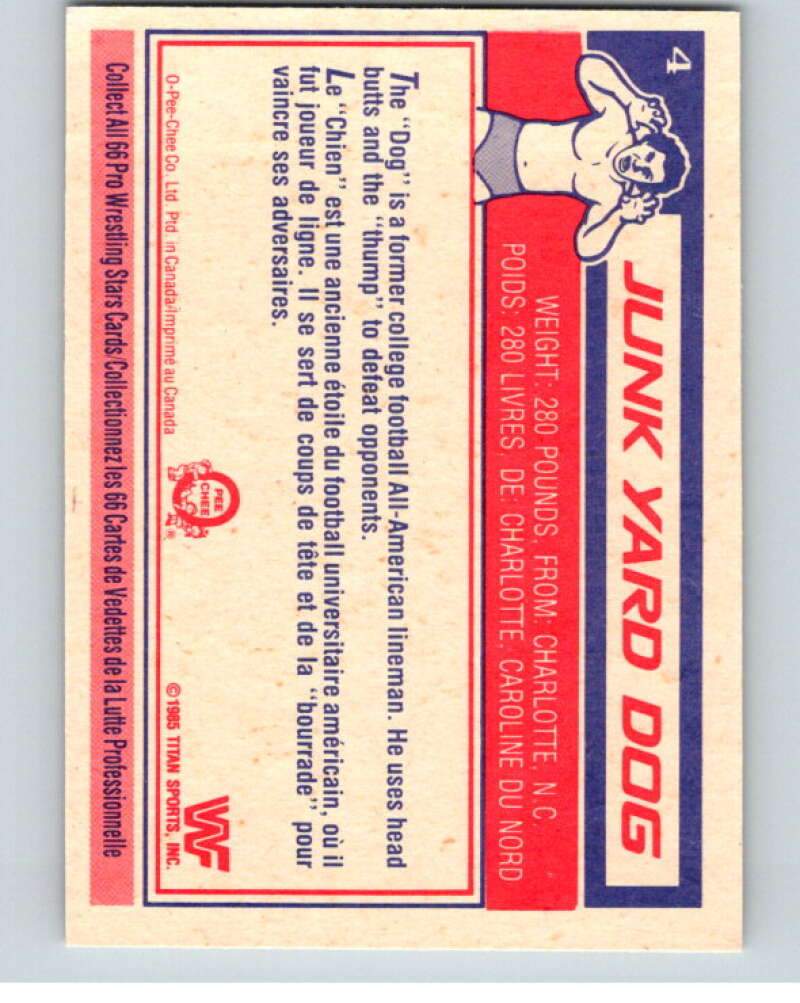 4
JUNK YARD DOG
WEIGHT: 280 POUNDS. FROM: CHARLOTTE, N.C.
POIDS: 280 LIVRES, DE: CHARLOTTE, CAROLINE DU NORD
The "Dog" is a former college football All-American lineman. He uses head
butts and the "thump" to defeat opponents.
Le "Chien" est une ancienne étoile du football universitaire américain, où il
fut joueur de ligne. Il se sert de coups de tête et de la "bourrade" pour
vaincre ses adversaires.
O-Pee-Chee Co. Ltd. Ptd. in Canada/Imprimé au Canada
PEE
CHEE
®
© 1985 TITAN SPORTS, INC.
WF
Collect All 66 Pro Wrestling Stars Cards/Collectionnez les 66 Cartes de Vedettes de la Lutte Professionnelle